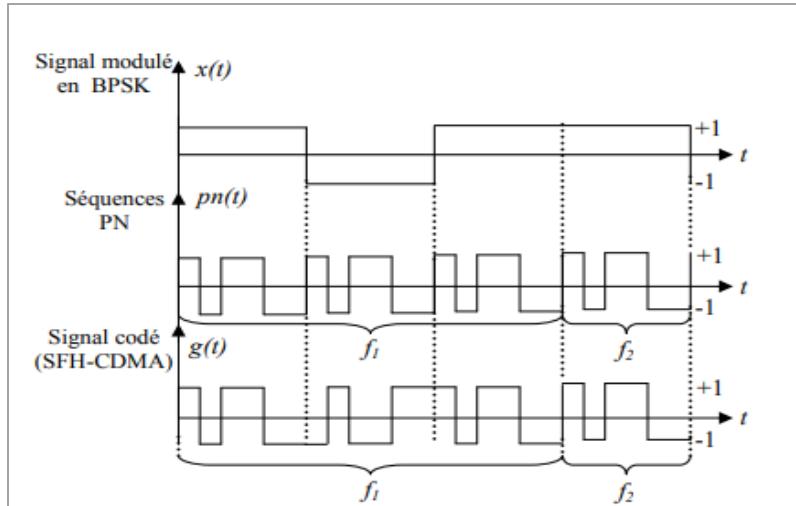 Signal modulé
en BPSK
x(t)
+1
t
-1
Séquences
PN
pn(t)
+1
t
-1
f1
f2
Signal codé
(SFH-CDMA)
g(t)
+1
t
-1
f1
f2